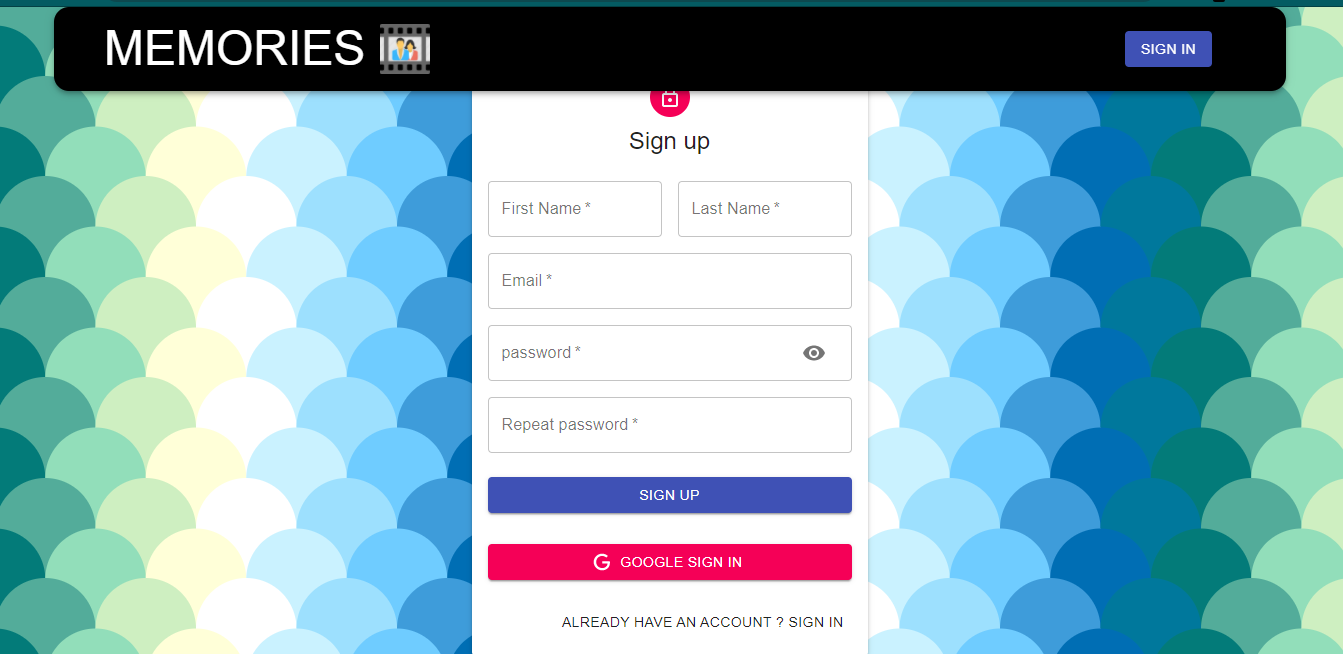 MEMORIES
SIGN IN
Sign up
First Name *
Last Name *
Email *
password *
Repeat password *
SIGN UP
G GOOGLE SIGN IN
ALREADY HAVE AN ACCOUNT ? SIGN IN